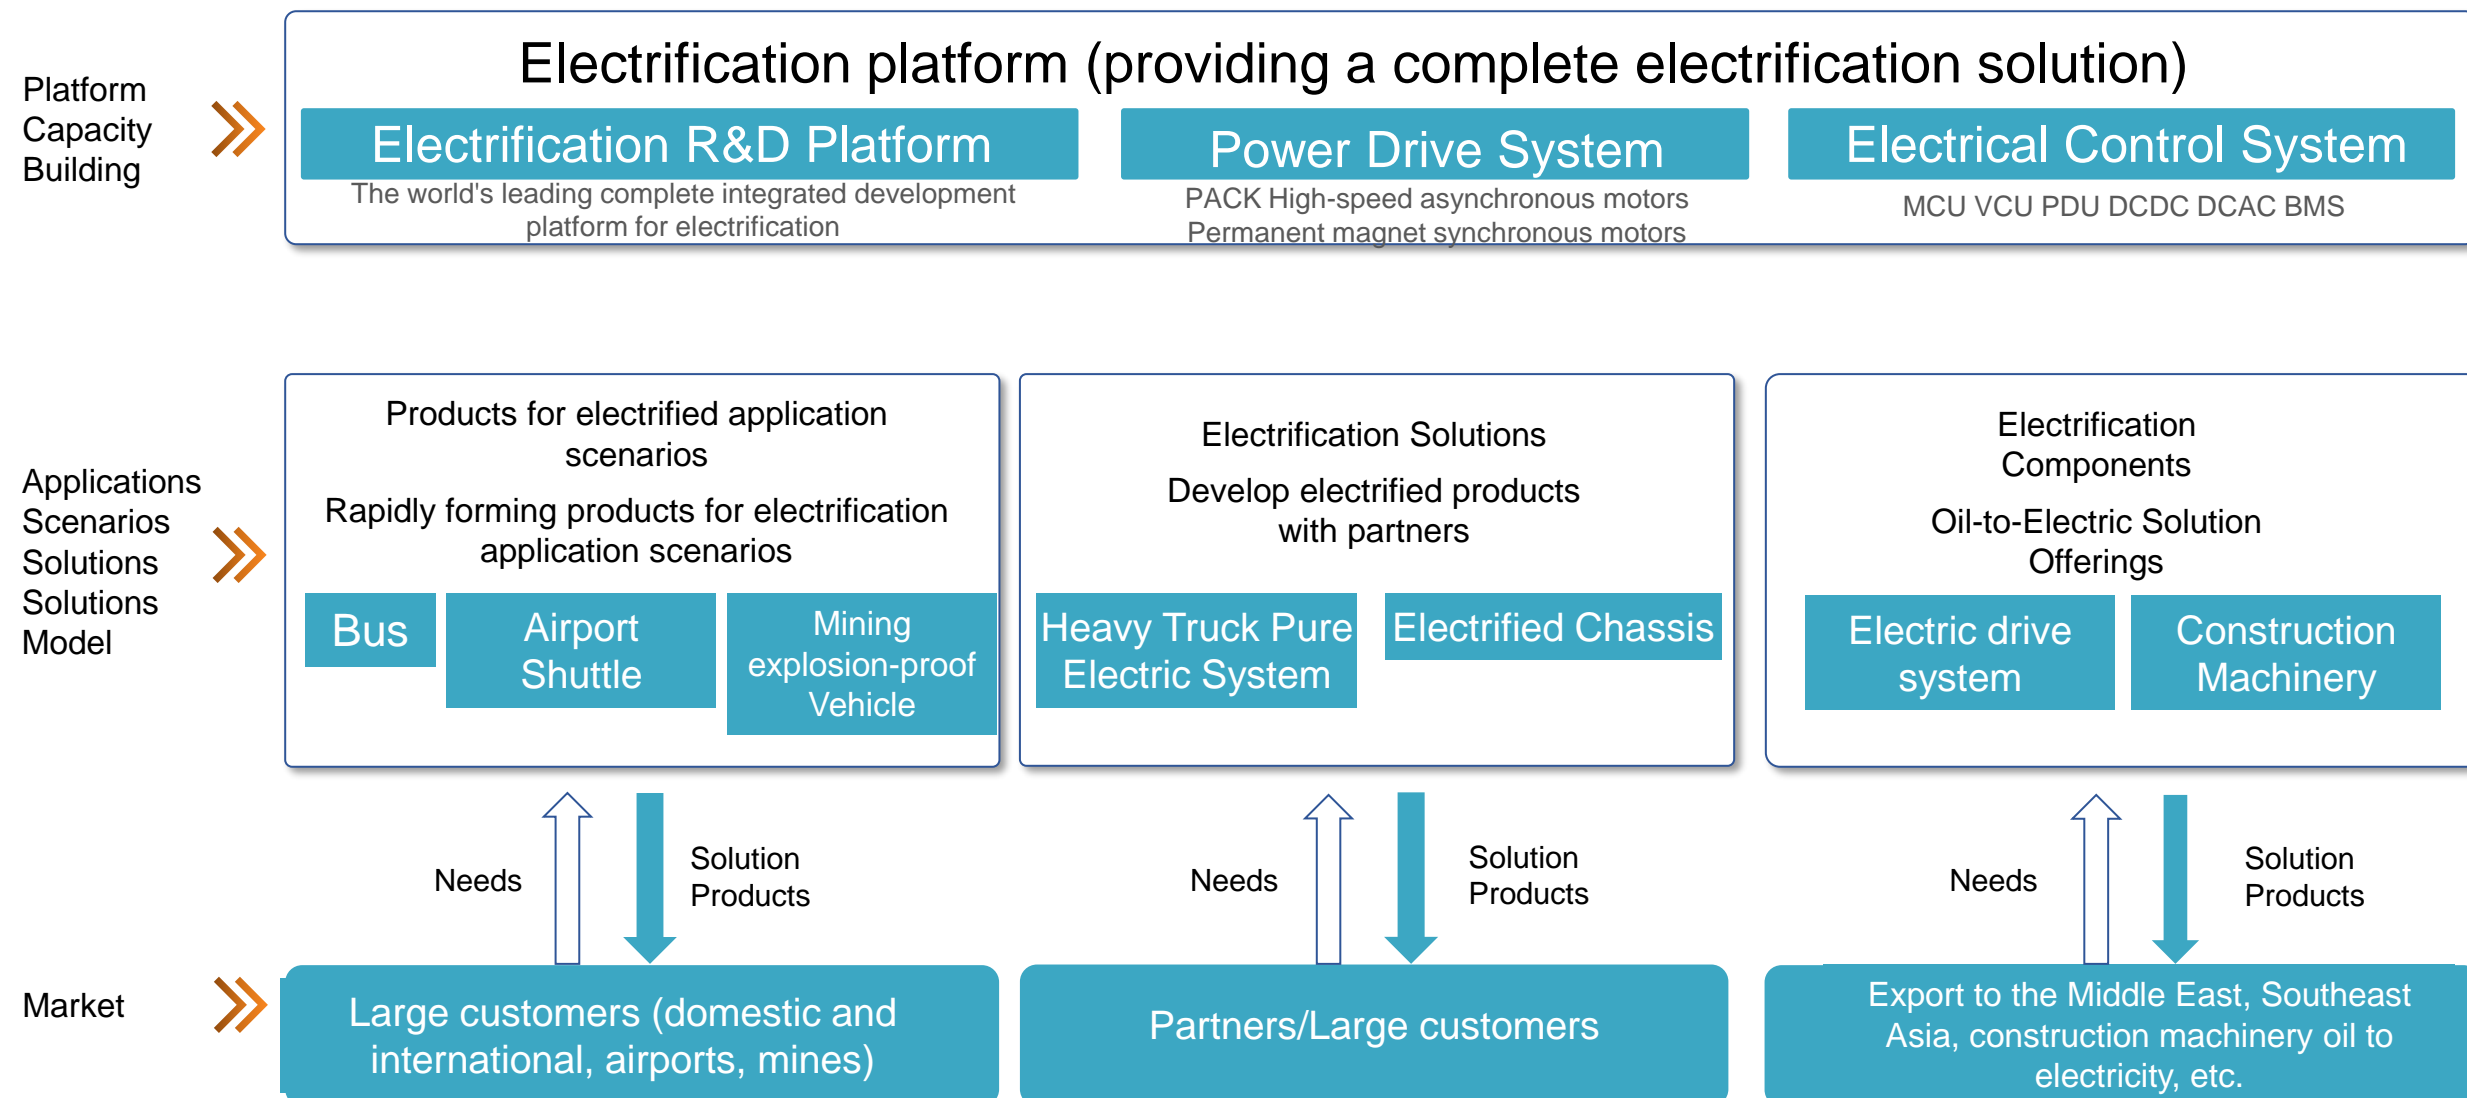 Electrification platform (providing a complete electrification solution)
Platform
Capacity
Building
Electrification R&D Platform
The world's leading complete integrated development
platform for electrification
Power Drive System
PACK High-speed asynchronous motors
Permanent magnet synchronous motors
Electrical Control System
MCU VCU PDU DCDC DCAC BMS
Applications
Scenarios
Solutions
Solutions
Model
Products for electrified application
scenarios
Rapidly forming products for electrification
application scenarios
Bus
Airport
Shuttle
Mining
explosion-proof
Vehicle
Electrification Solutions
Develop electrified products
with partners
Heavy Truck Pure
Electric System
Electrified Chassis
Electrification
Components
Oil-to-Electric Solution
Offerings
Electric drive
system
Construction
Machinery
Needs
Solution
Products
Needs
Solution
Products
Needs
Solution
Products
Market
Large customers (domestic and
international, airports, mines)
Partners/Large customers
Export to the Middle East, Southeast
Asia, construction machinery oil to
electricity, etc.